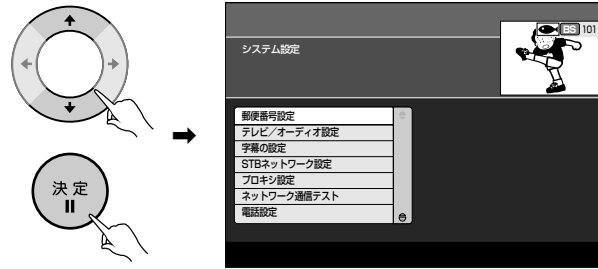 決定
システム設定
BS 101
郵便番号設定
テレビ／オーディオ設定
字幕の設定
STBネットワーク設定
プロキシ設定
ネットワーク通信テスト
電話設定